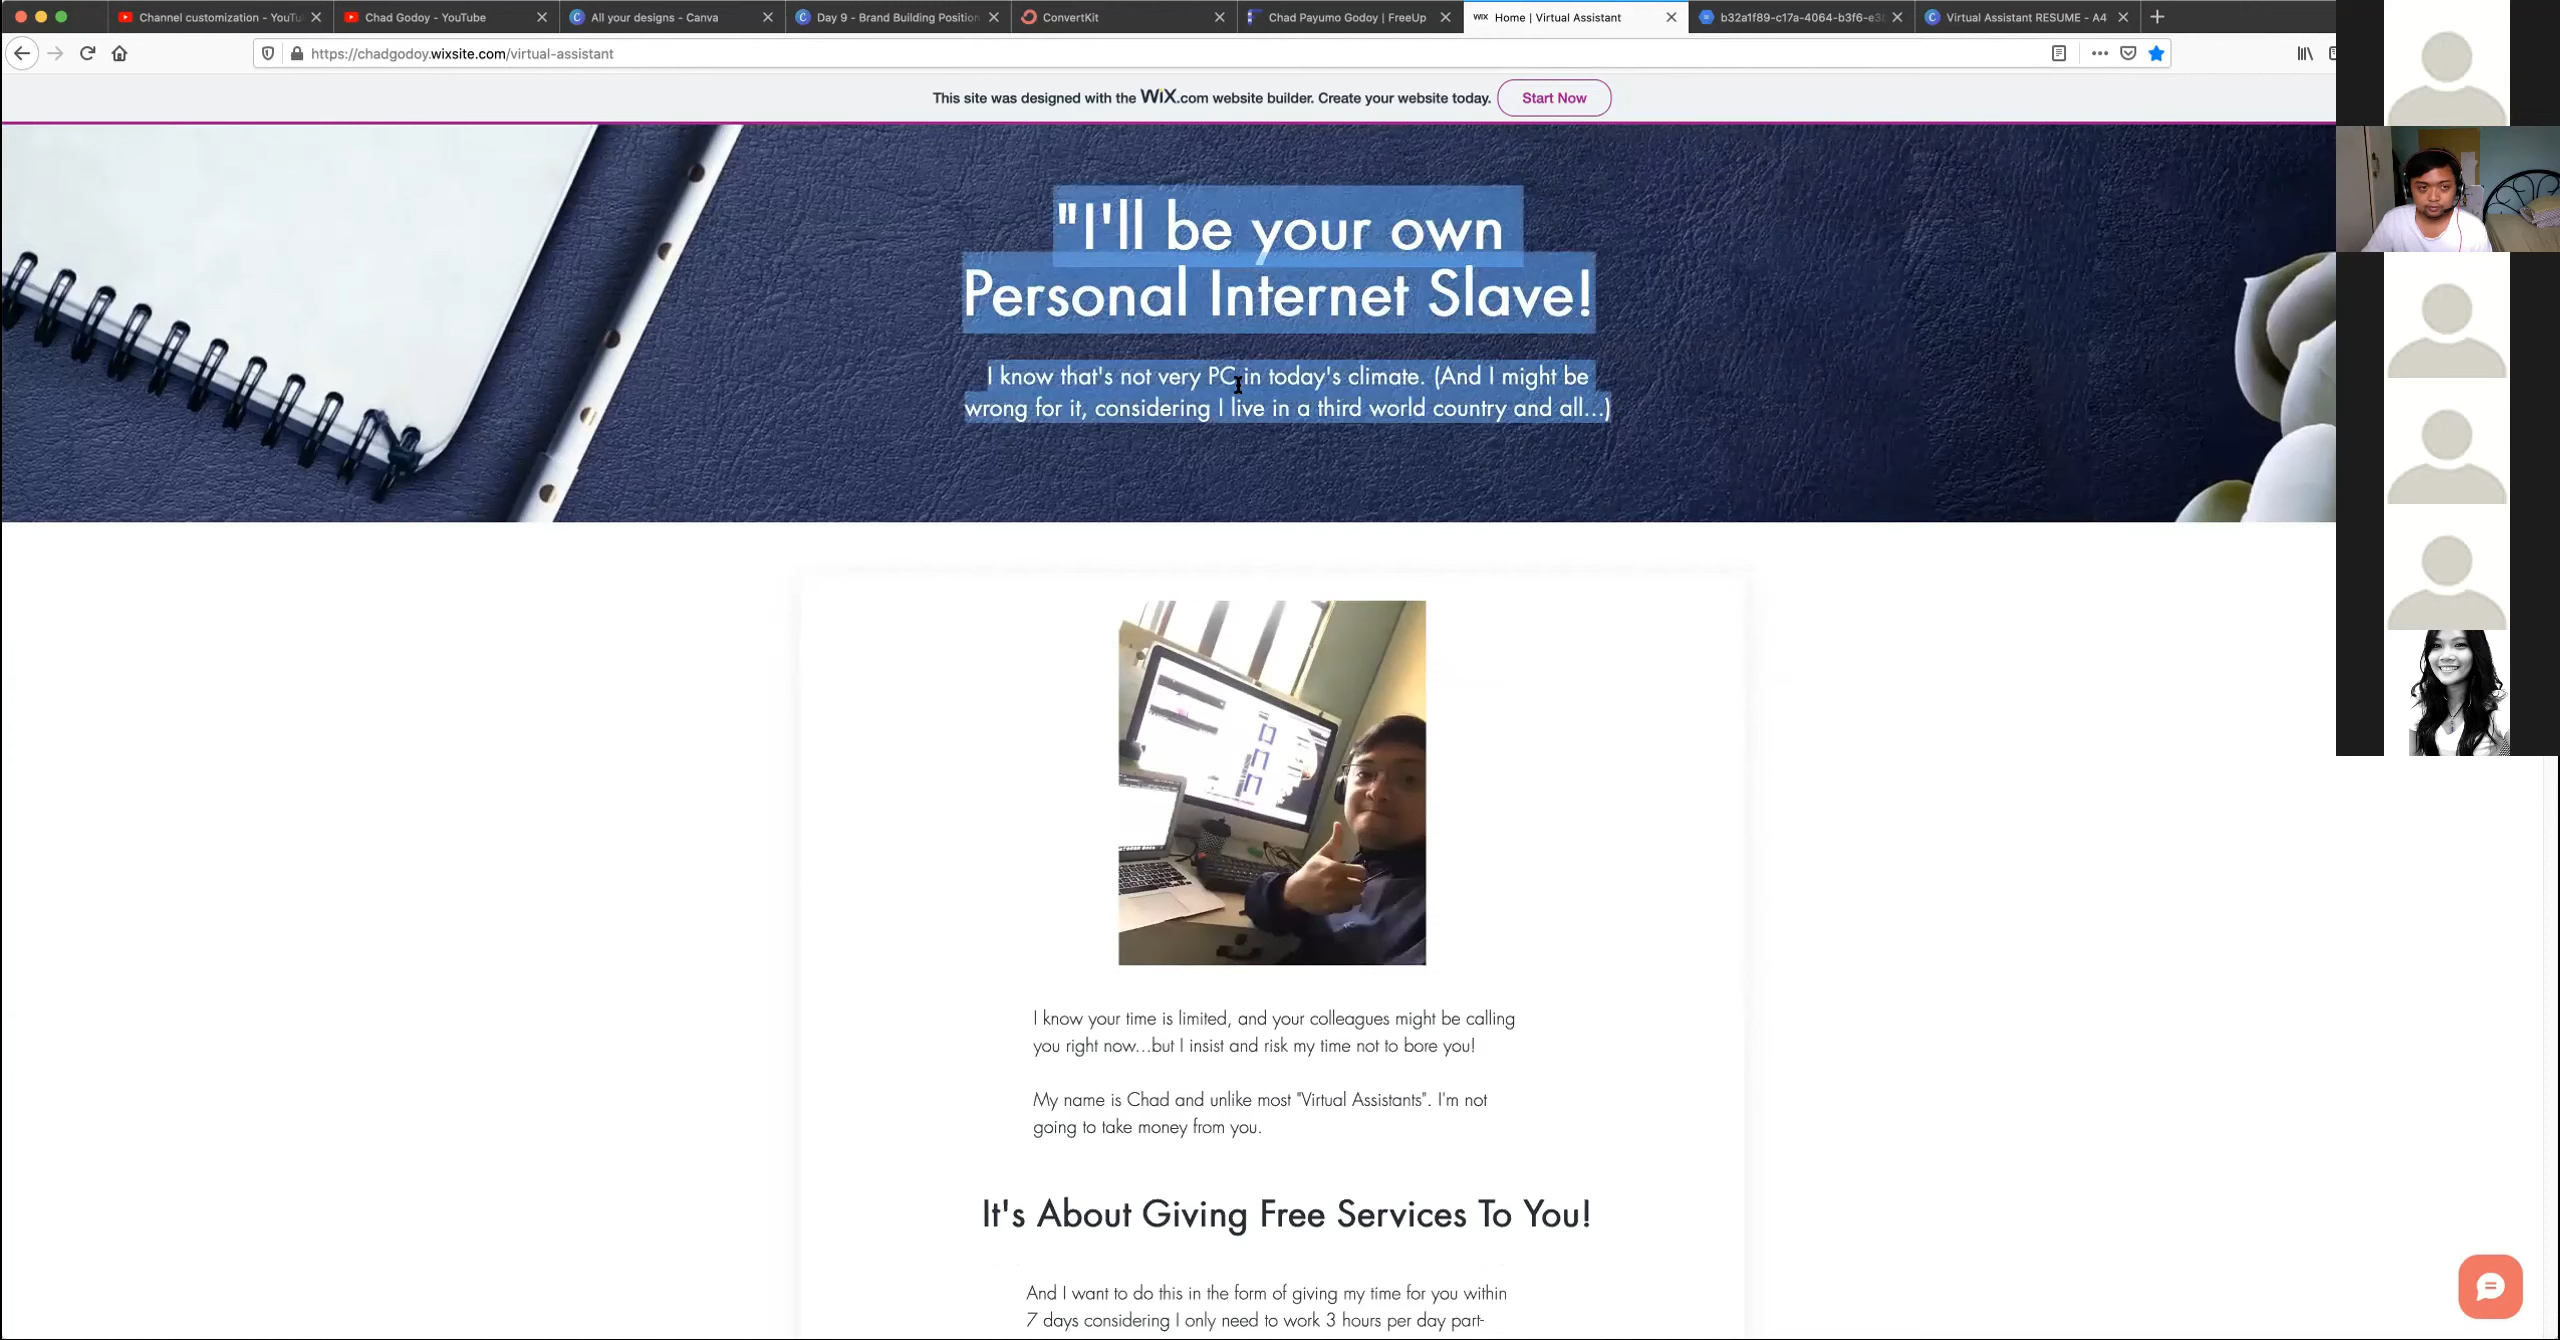 Channel customization - YouTu
Chad Godoy - YouTube
All your designs - Canva
Day 9 - Brand Building Position
ConvertKit
Chad Payumo Godoy | FreeUp
WIX Home | Virtual Assistant
b32a1f89-c17a-4064-b3f6-e3
Virtual Assistant RESUME - A4
https://chadgodoy.wixsite.com/virtual-assistant
This site was designed with the WiX.com website builder. Create your website today. Start Now
"I'll be your own
Personal Internet Slave!
I know that's not very PC in today's climate. (And I might be
wrong for it, considering I live in a third world country and all...)
I know your time is limited, and your colleagues might be calling
you right now...but I insist and risk my time not to bore you!
My name is Chad and unlike most "Virtual Assistants". I'm not
going to take money from you.
It's About Giving Free Services To You!
And I want to do this in the form of giving my time for you within
7 days considering I only need to work 3 hours per day part-